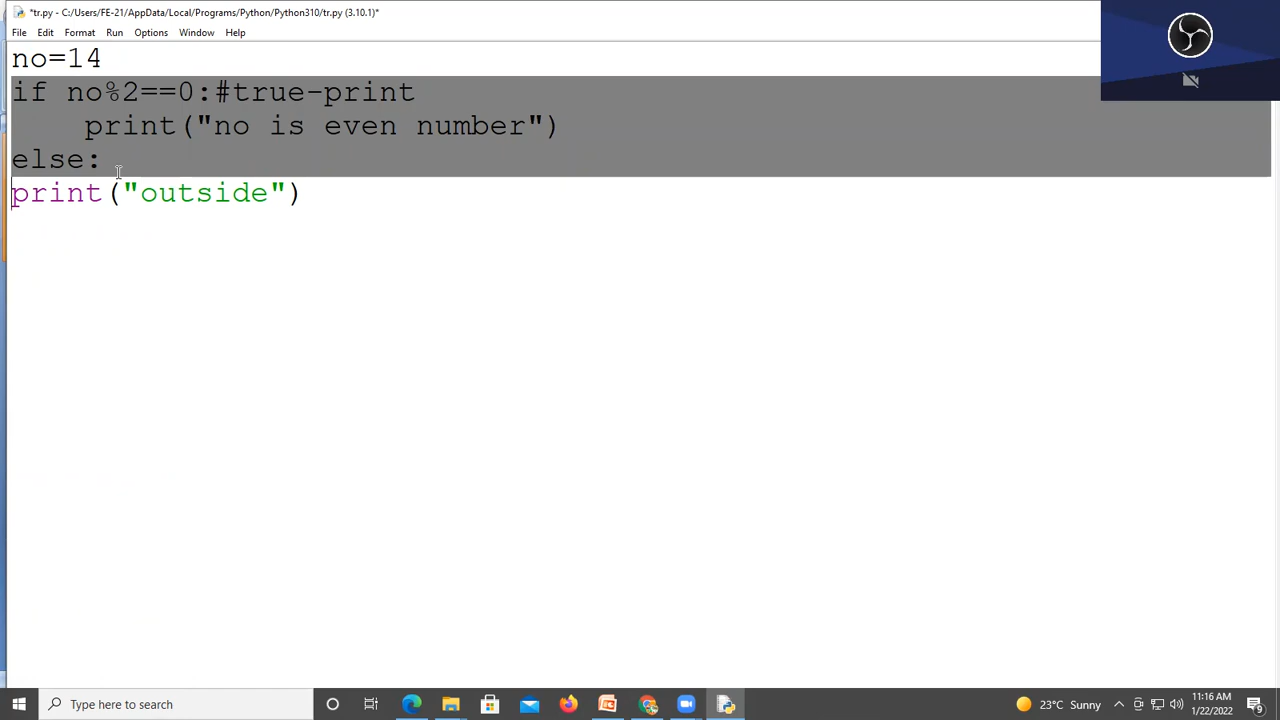 *tr.py - C:/Users/FE-21/AppData/Local/Programs/Python/Python310/tr.py (3.10.1)*
File Edit Format Run Options Window Help
no=14
if no%2==0:#true-print
    print("no is even number")
else:
print("outside")
Type here to search
23°C Sunny
11:16 AM
1/22/2022
9